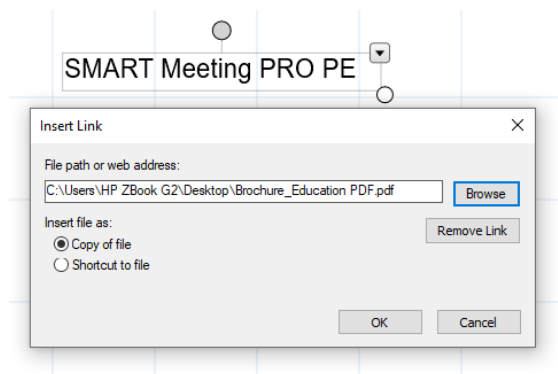 SMART Meeting PRO PE
Insert Link
File path or web address:
C:\Users\HP ZBook G2\Desktop\Brochure_Education PDF.pdf
Browse
Insert file as:
Remove Link
Copy of file
Shortcut to file
OK Cancel